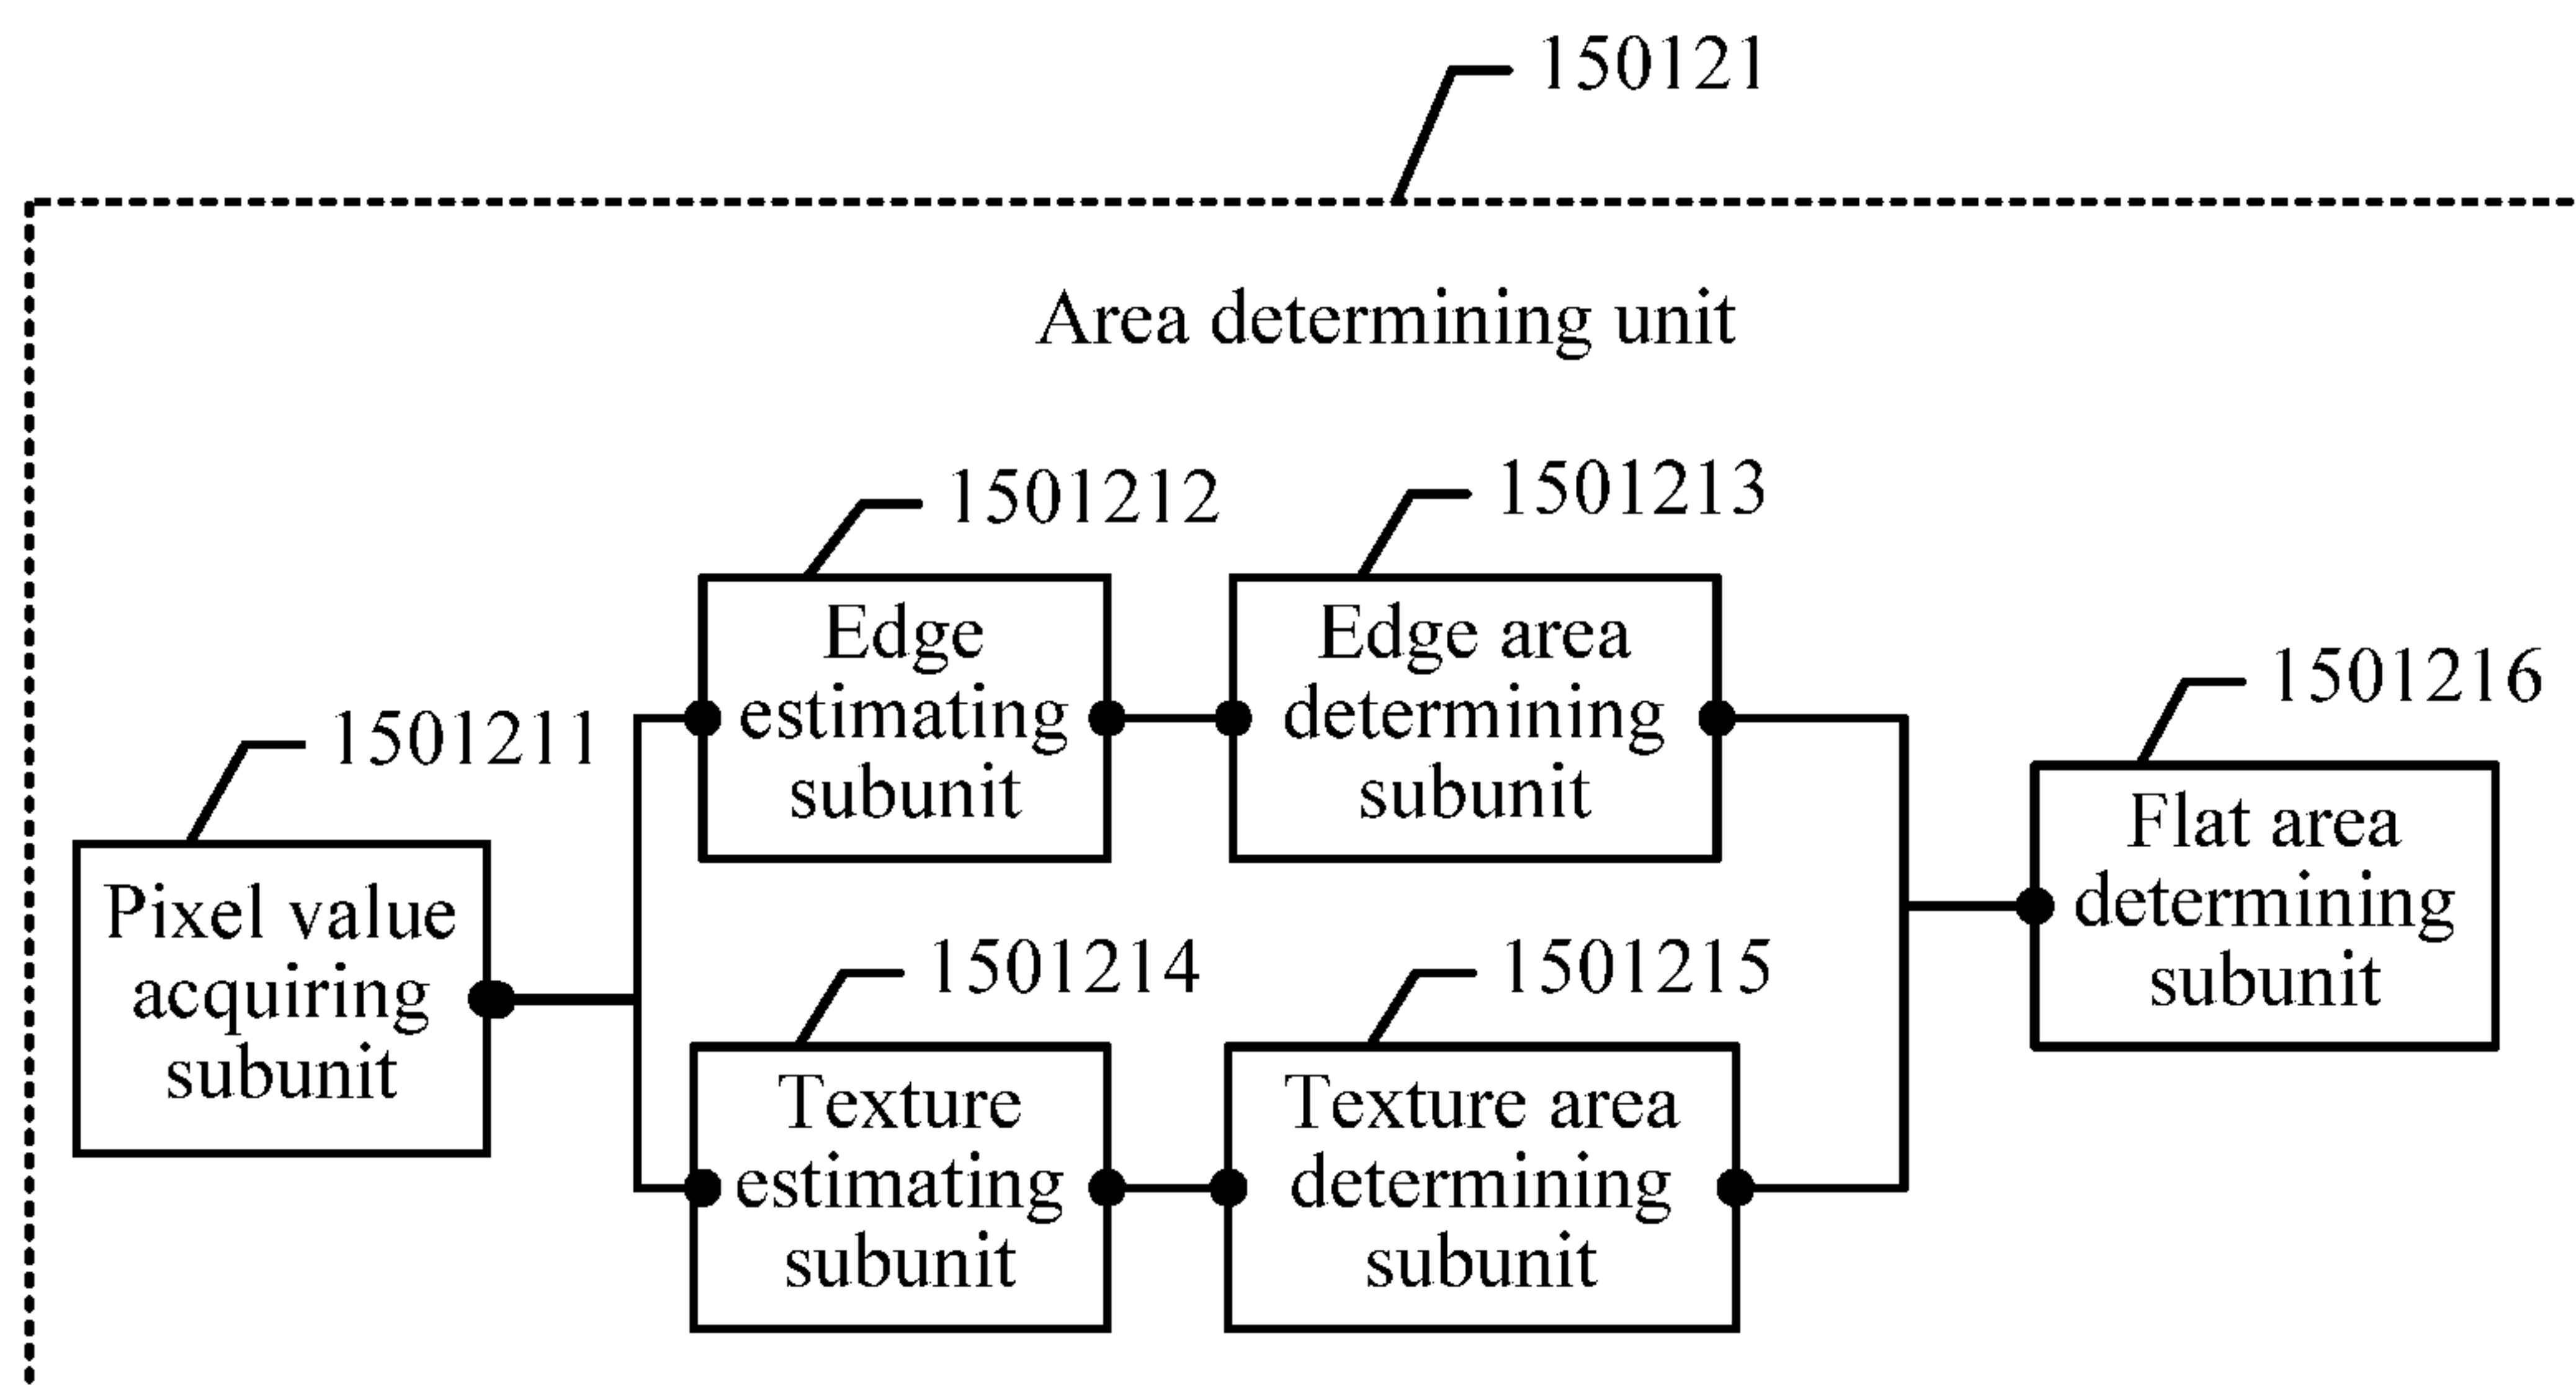 150121
Area determining unit
1501212
1501213
Edge
estimating
subunit
Edge area
determining
subunit
1501216
1501211
Flat area
determining
subunit
Pixel value
acquiring
subunit
1501214
1501215
Texture
estimating
subunit
Texture area
determining
subunit